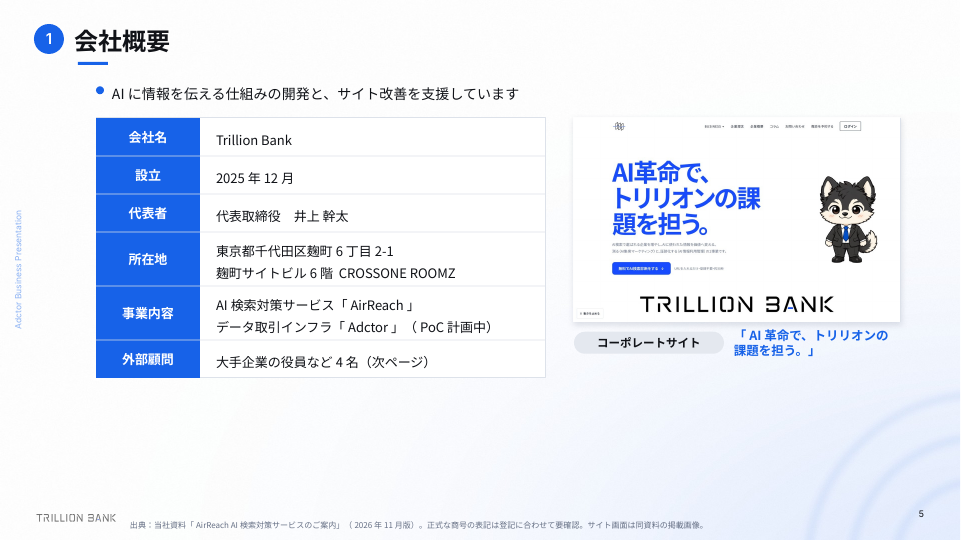 1 会社概要
AI に情報を伝える仕組みの開発と、サイト改善を支援しています
会社名 Trillion Bank
設立 2025 年 12 月
代表者 代表取締役　井上 幹太
所在地 東京都千代田区麹町 6 丁目 2-1
麹町サイトビル 6 階 CROSSONE ROOMZ
事業内容 AI 検索対策サービス「 AirReach 」
データ取引インフラ「 Adctor 」（ PoC 計画中）
外部顧問 大手企業の役員など 4 名（次ページ）
ログイン
AI革命で、
トリリオンの課
題を担う。
TRILLION BANK
コーポレートサイト
「 AI 革命で、トリリオンの
課題を担う。」
Adctor Business Presentation
TRILLION BANK
出典：当社資料「 AirReach AI 検索対策サービスのご案内」（ 2026 年 11 月版）。正式な商号の表記は登記に合わせて要確認。サイト画面は同資料の掲載画像。
5